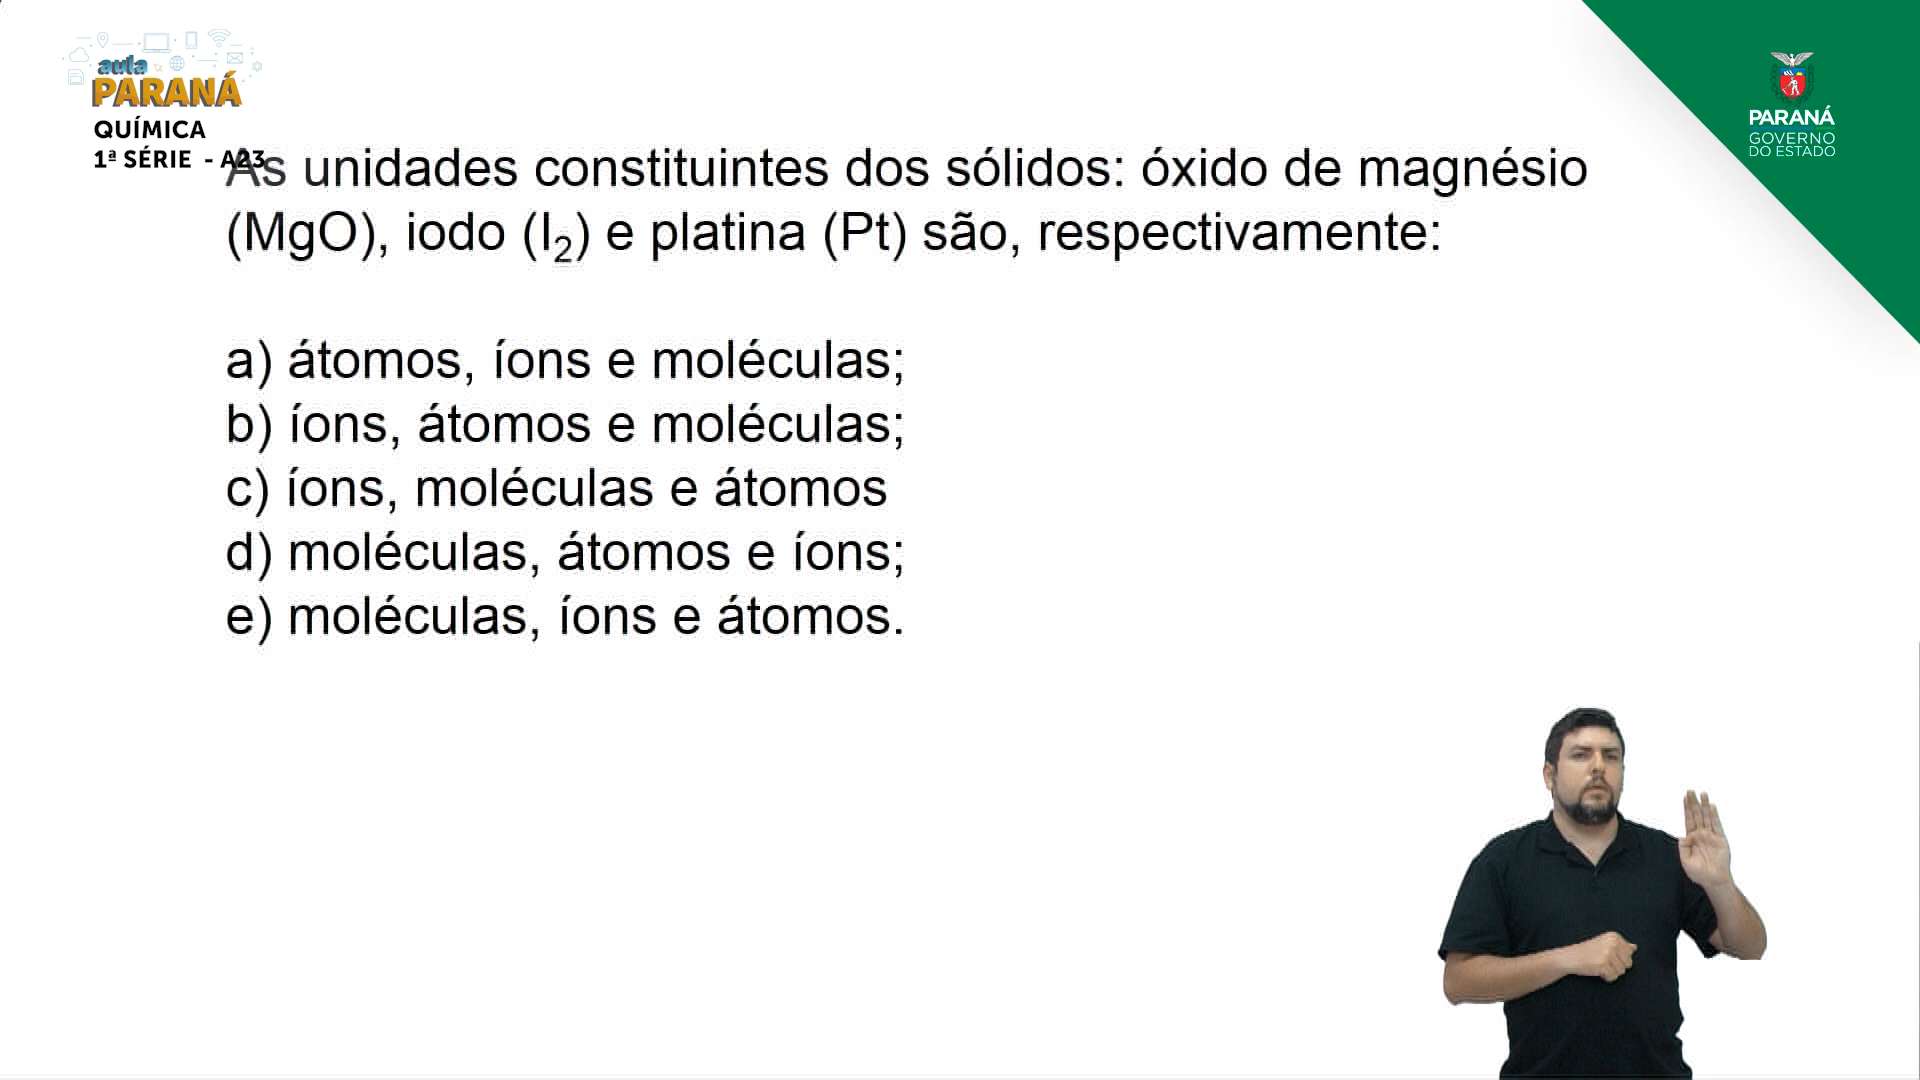 aula
PARANÁ
QUÍMICA
1ª SÉRIE - A23
PARANÁ
GOVERNO
DO ESTADO
As unidades constituintes dos sólidos: óxido de magnésio
(MgO), iodo (I₂) e platina (Pt) são, respectivamente:
a) átomos, íons e moléculas;
b) íons, átomos e moléculas;
c) íons, moléculas e átomos
d) moléculas, átomos e íons;
e) moléculas, íons e átomos.